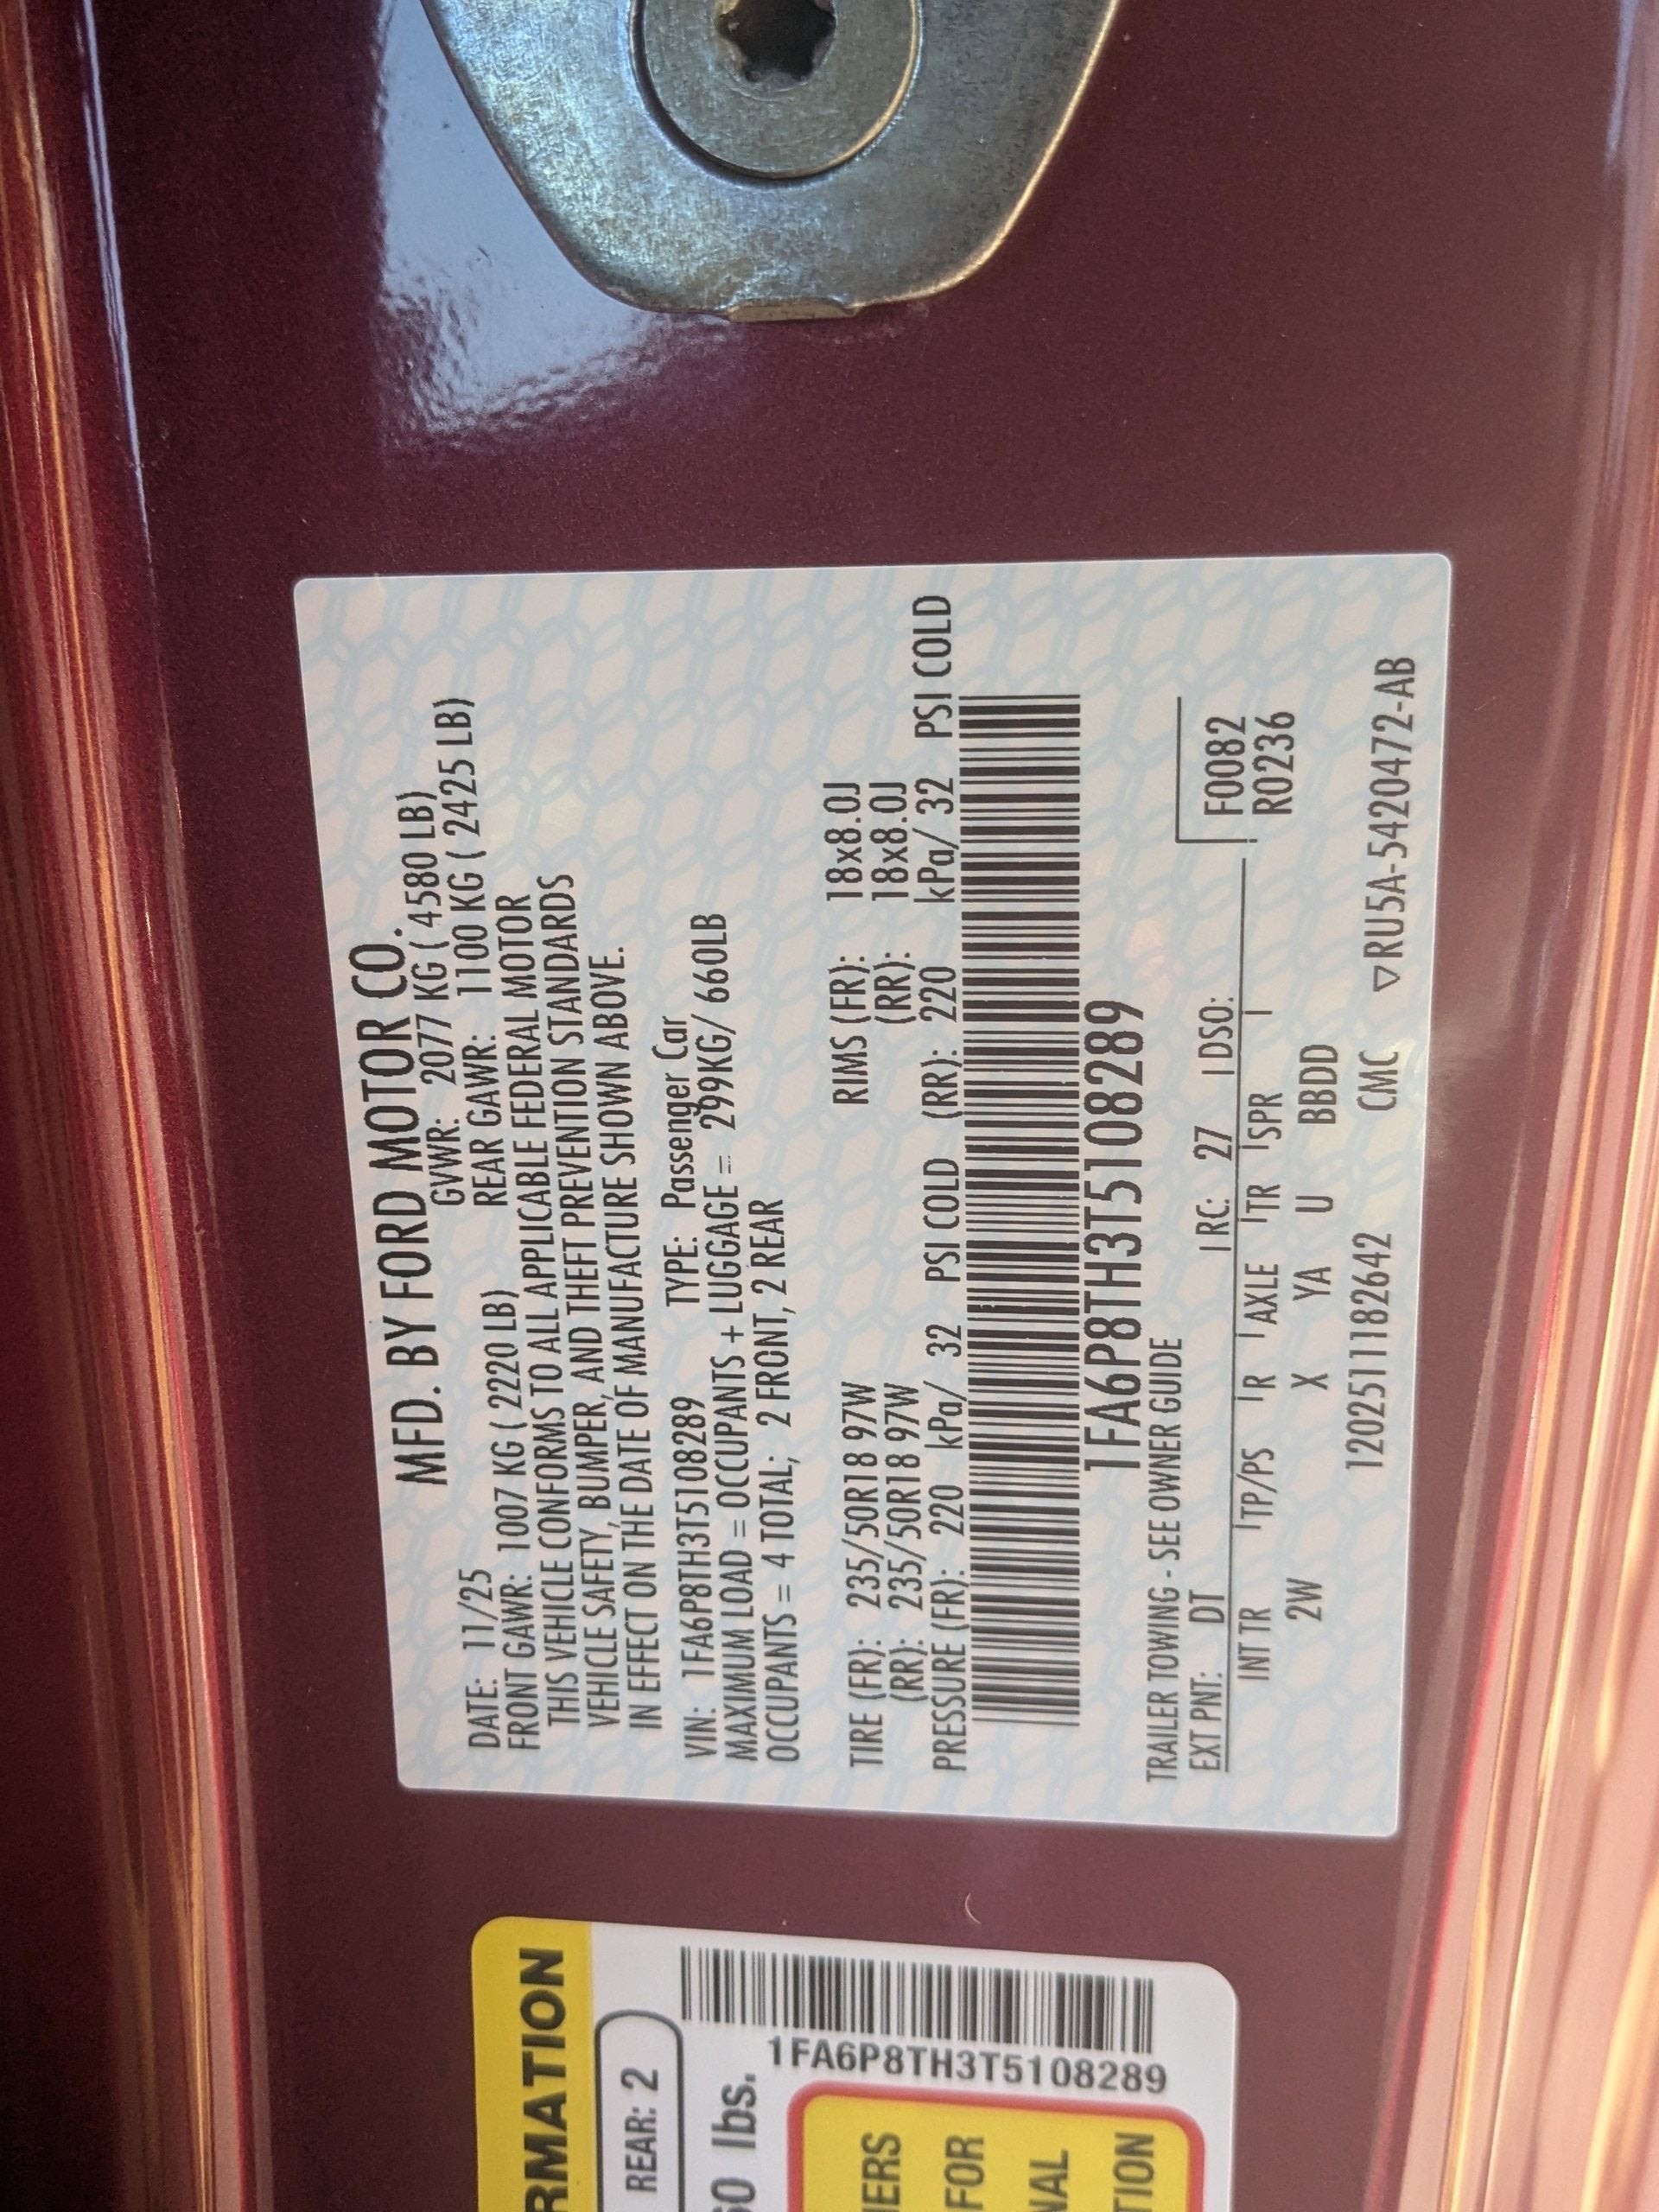 MFD. BY FORD MOTOR CO.
DATE: 11/25 GVWR: 2077 KG ( 4580 LB)
FRONT GAWR: 1007 KG ( 2220 LB) REAR GAWR: 1100 KG ( 2425 LB)
THIS VEHICLE CONFORMS TO ALL APPLICABLE FEDERAL MOTOR
VEHICLE SAFETY, BUMPER, AND THEFT PREVENTION STANDARDS
IN EFFECT ON THE DATE OF MANUFACTURE SHOWN ABOVE.
VIN: 1FA6P8TH3T5108289 TYPE: Passenger Car
MAXIMUM LOAD = OCCUPANTS + LUGGAGE = 299KG/ 660LB
OCCUPANTS = 4 TOTAL; 2 FRONT, 2 REAR
TIRE (FR): 235/50R18 97W RIMS (FR): 18x8.0J
(RR): 235/50R18 97W (RR): 18x8.0J
PRESSURE (FR): 220 kPa/ 32 PSI COLD (RR): 220 kPa/ 32 PSI COLD
1FA6P8TH3T5108289
TRAILER TOWING - SEE OWNER GUIDE
EXT PNT: DT RC: 27 DSO: F0082
INT TR TP/PS R AXLE TR SPR R0236
2W X YA U BBDD
12025111182642 CMC ▽RU5A-5420472-AB
RMATION
REAR: 2
60 lbs.
1FA6P8TH3T5108289
IERS
FOR
NAL
TION